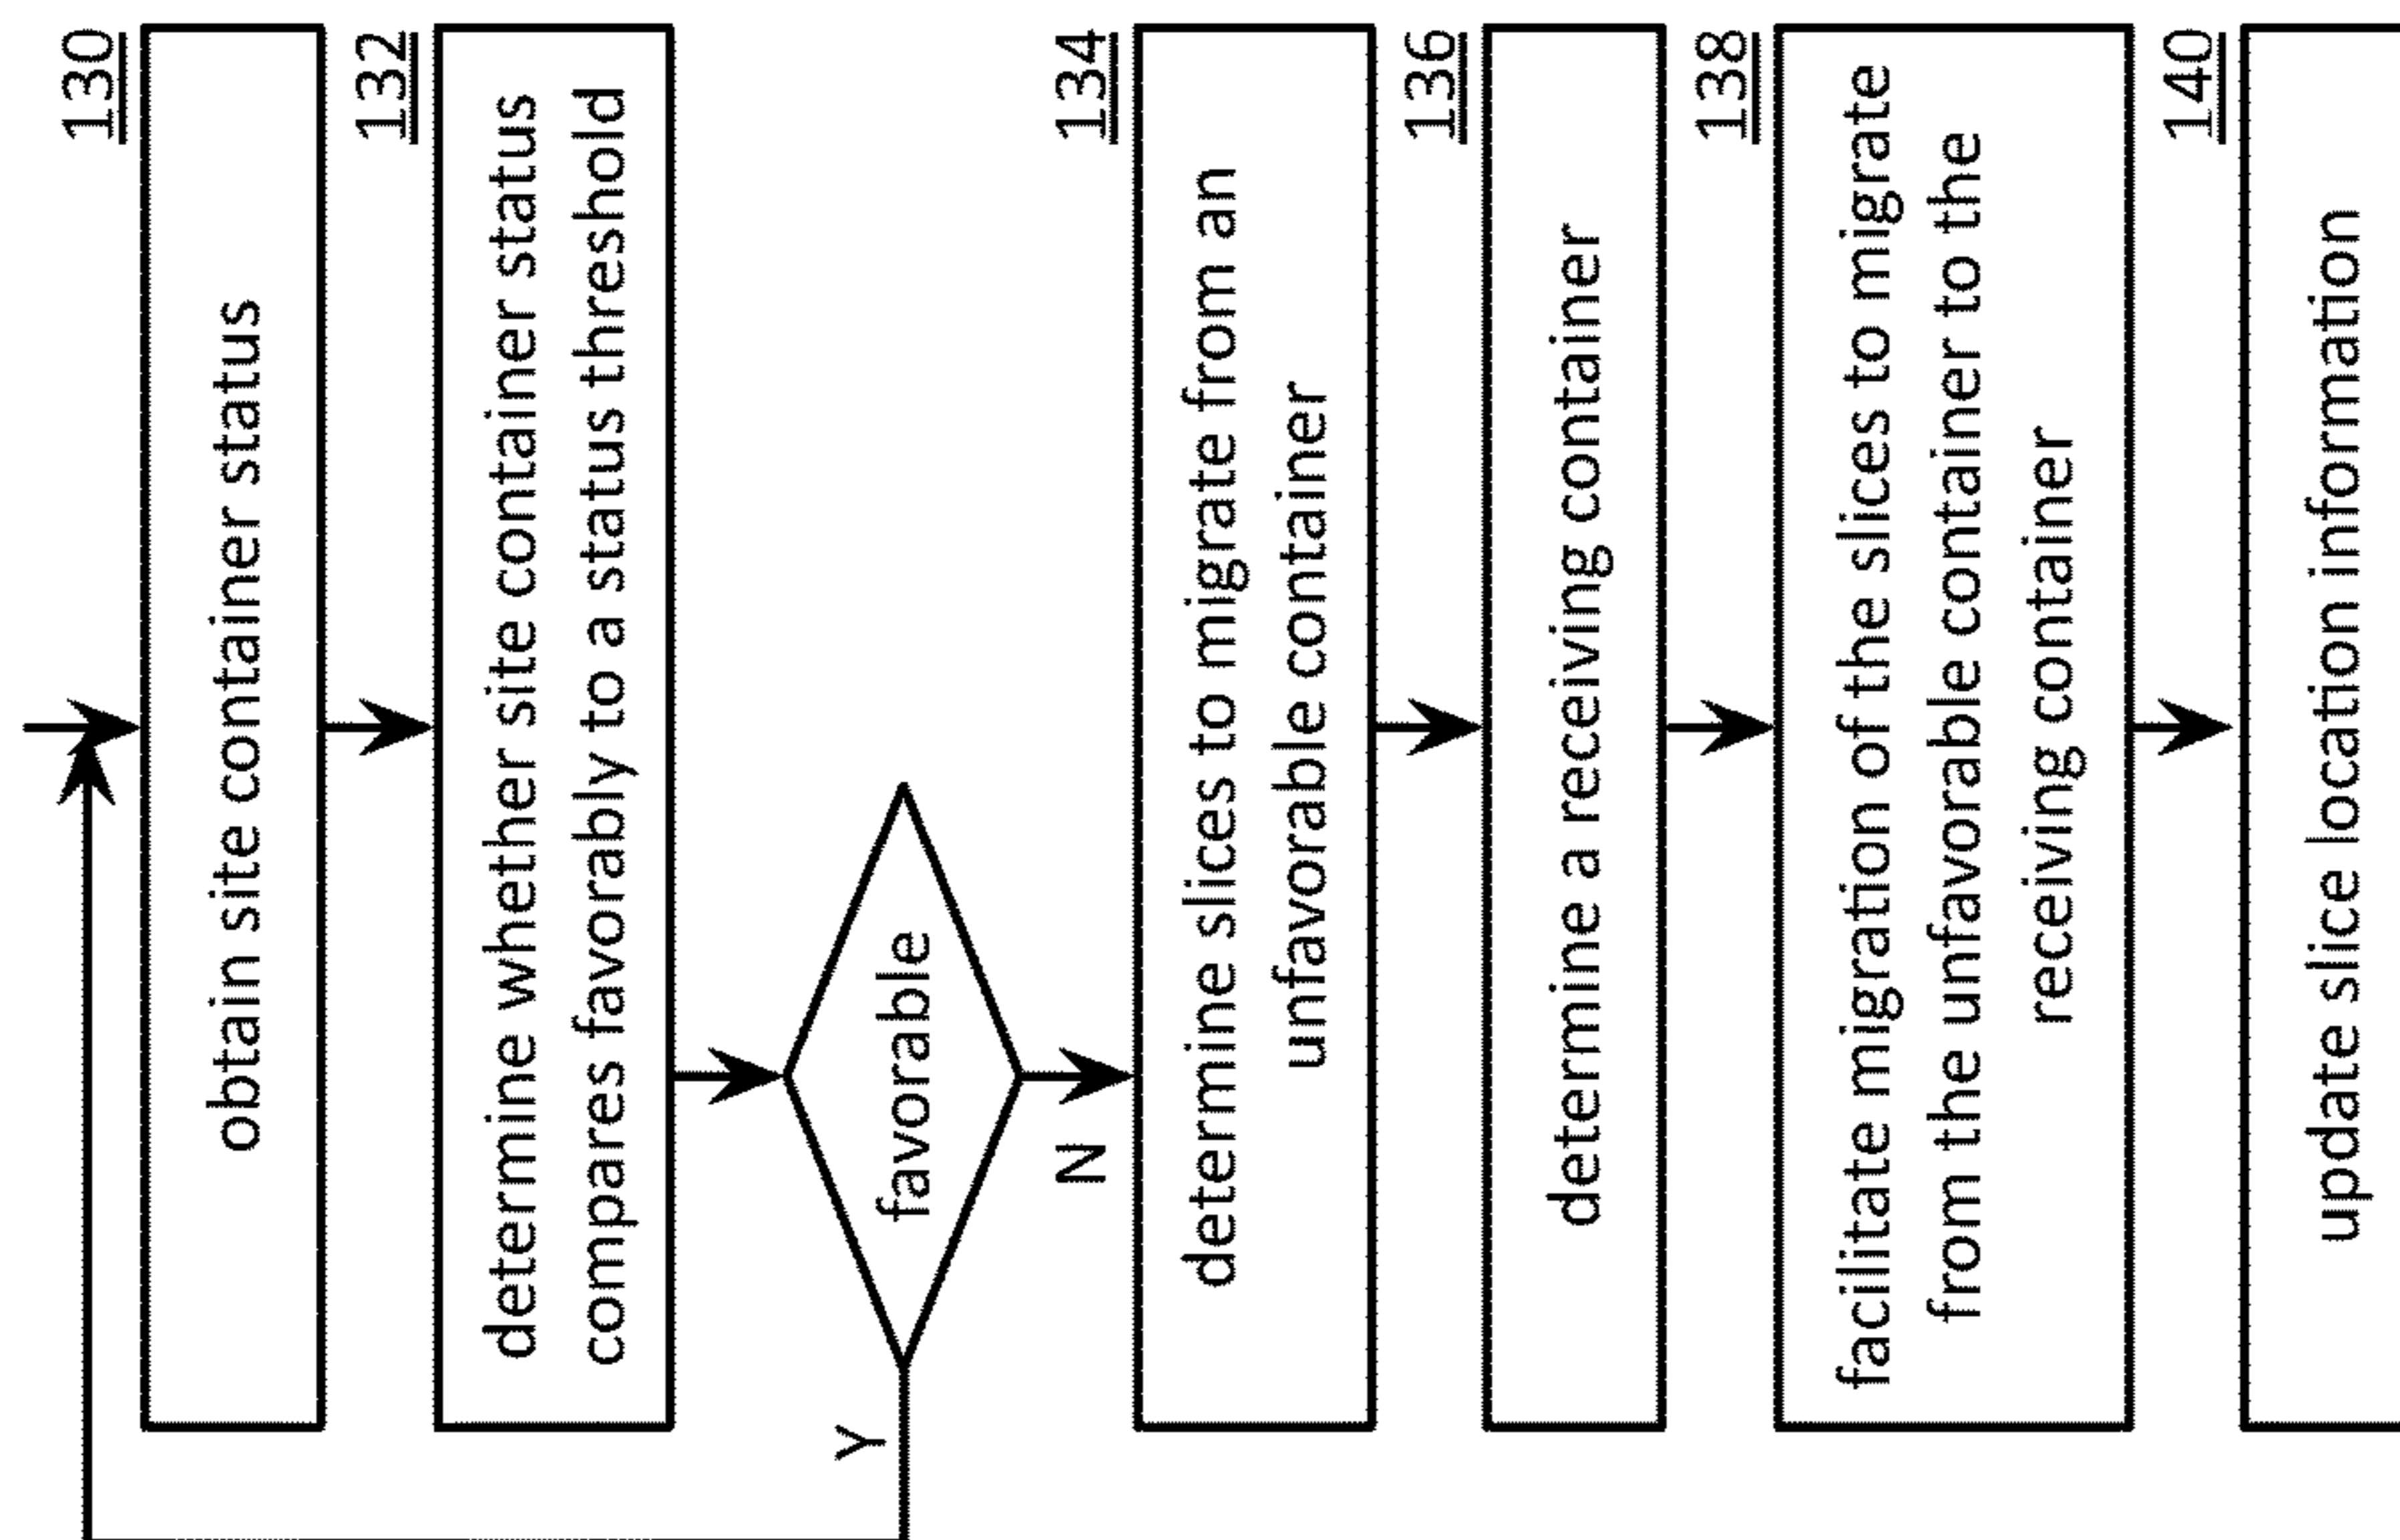 130
obtain site container status
132
determine whether site container status
compares favorably to a status threshold
favorable
Y
N
134
determine slices to migrate from an
unfavorable container
136
determine a receiving container
138
facilitate migration of the slices to migrate
from the unfavorable container to the
receiving container
140
update slice location information